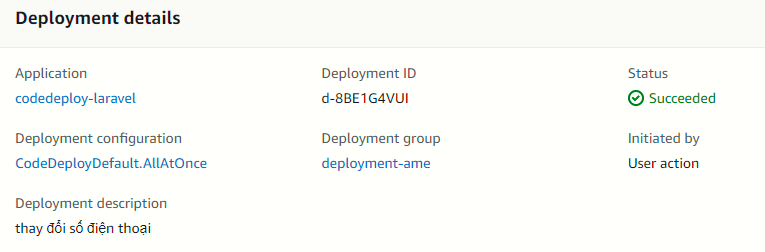 Deployment details
Application
codedeploy-laravel
Deployment ID
d-8BE1G4VUI
Status
Succeeded
Deployment configuration
CodeDeployDefault.AllAtOnce
Deployment group
deployment-ame
Initiated by
User action
Deployment description
thay đổi số điện thoại